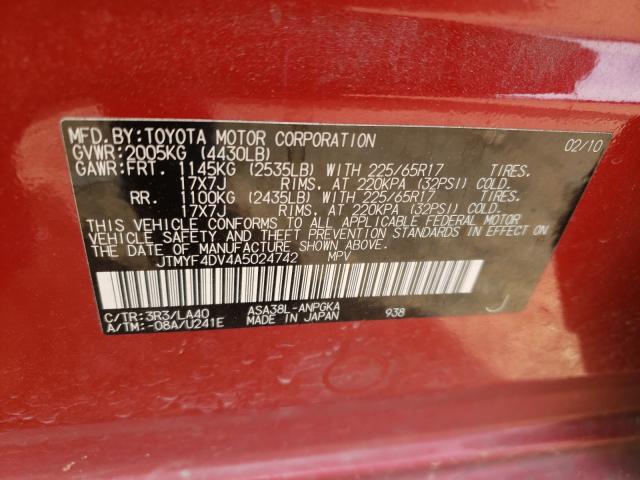 MFD. BY: TOYOTA MOTOR CORPORATION 02/10
GVWR: 2005KG (4430LB)
GAWR: FRT. 1145KG (2535LB) WITH 225/65R17 TIRES,
17X7J RIMS, AT 220KPA (32PSI) COLD.
RR. 1100KG (2435LB) WITH 225/65R17 TIRES,
17X7J RIMS, AT 220KPA (32PSI) COLD.
THIS VEHICLE CONFORMS TO ALL APPLICABLE FEDERAL MOTOR
VEHICLE SAFETY AND THEFT PREVENTION STANDARDS IN EFFECT ON
THE DATE OF MANUFACTURE SHOWN ABOVE.
JTMYF4DV4A5024742 MPV
C/TR: 3R3/LA40 ASA38L-ANPGKA J
A/TM: -08A/U241E MADE IN JAPAN 938